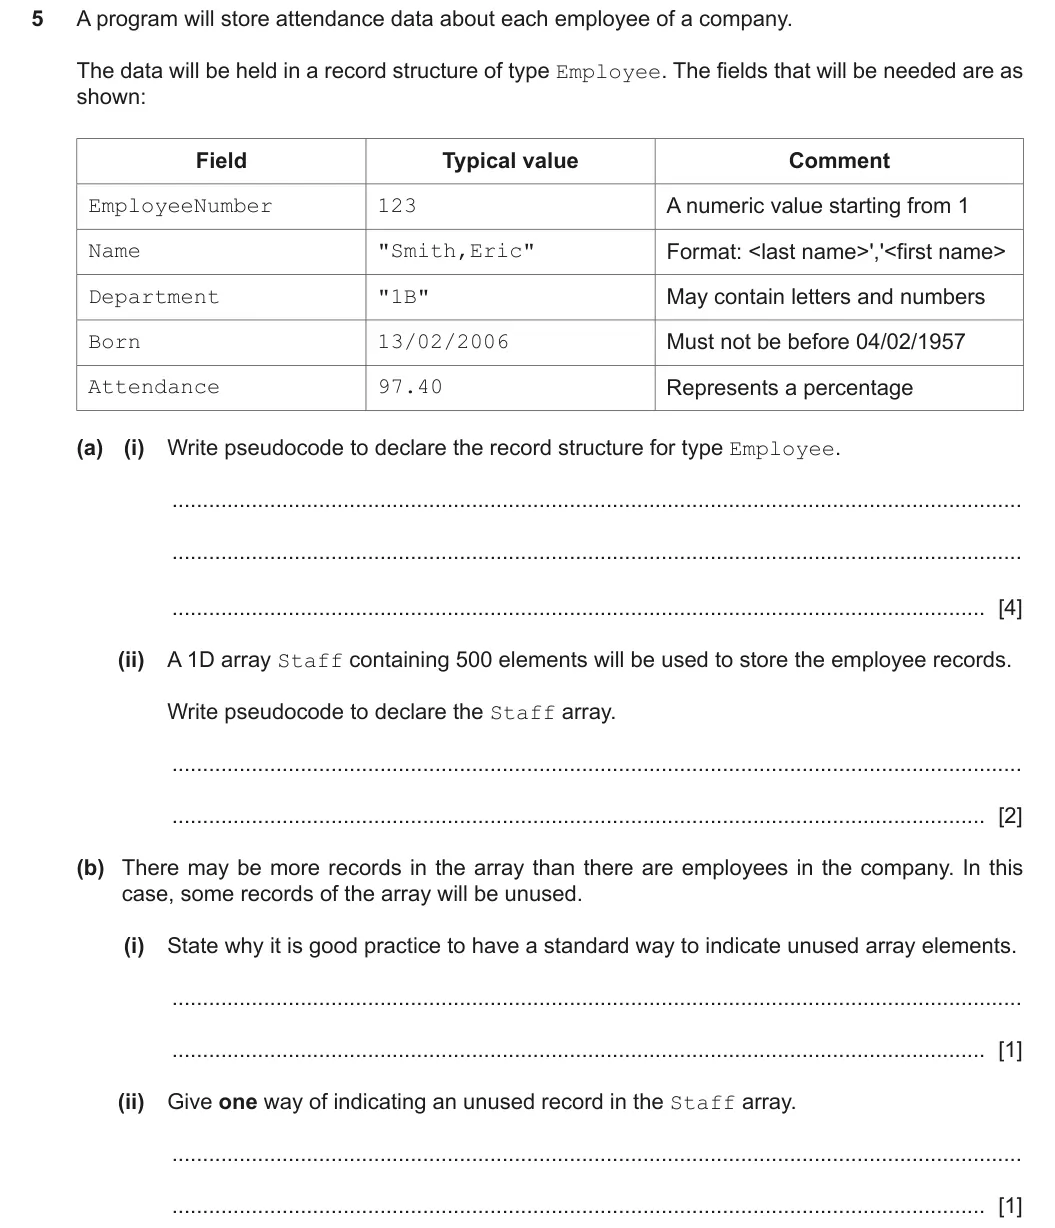 5 A program will store attendance data about each employee of a company.
The data will be held in a record structure of type Employee. The fields that will be needed are as
shown:
Field Typical value Comment
EmployeeNumber 123 A numeric value starting from 1
Name "Smith,Eric" Format: <last name>','<first name>
Department "1B" May contain letters and numbers
Born 13/02/2006 Must not be before 04/02/1957
Attendance 97.40 Represents a percentage
(a) (i) Write pseudocode to declare the record structure for type Employee.
..........................................................................................................................................
..........................................................................................................................................
.................................................................................................................................... [4]
(ii) A 1D array Staff containing 500 elements will be used to store the employee records.
Write pseudocode to declare the Staff array.
..........................................................................................................................................
.................................................................................................................................... [2]
(b) There may be more records in the array than there are employees in the company. In this
case, some records of the array will be unused.
(i) State why it is good practice to have a standard way to indicate unused array elements.
..........................................................................................................................................
.................................................................................................................................... [1]
(ii) Give one way of indicating an unused record in the Staff array.
..........................................................................................................................................
.................................................................................................................................... [1]